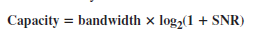 Capacity = bandwidth × log₂(1 + SNR)